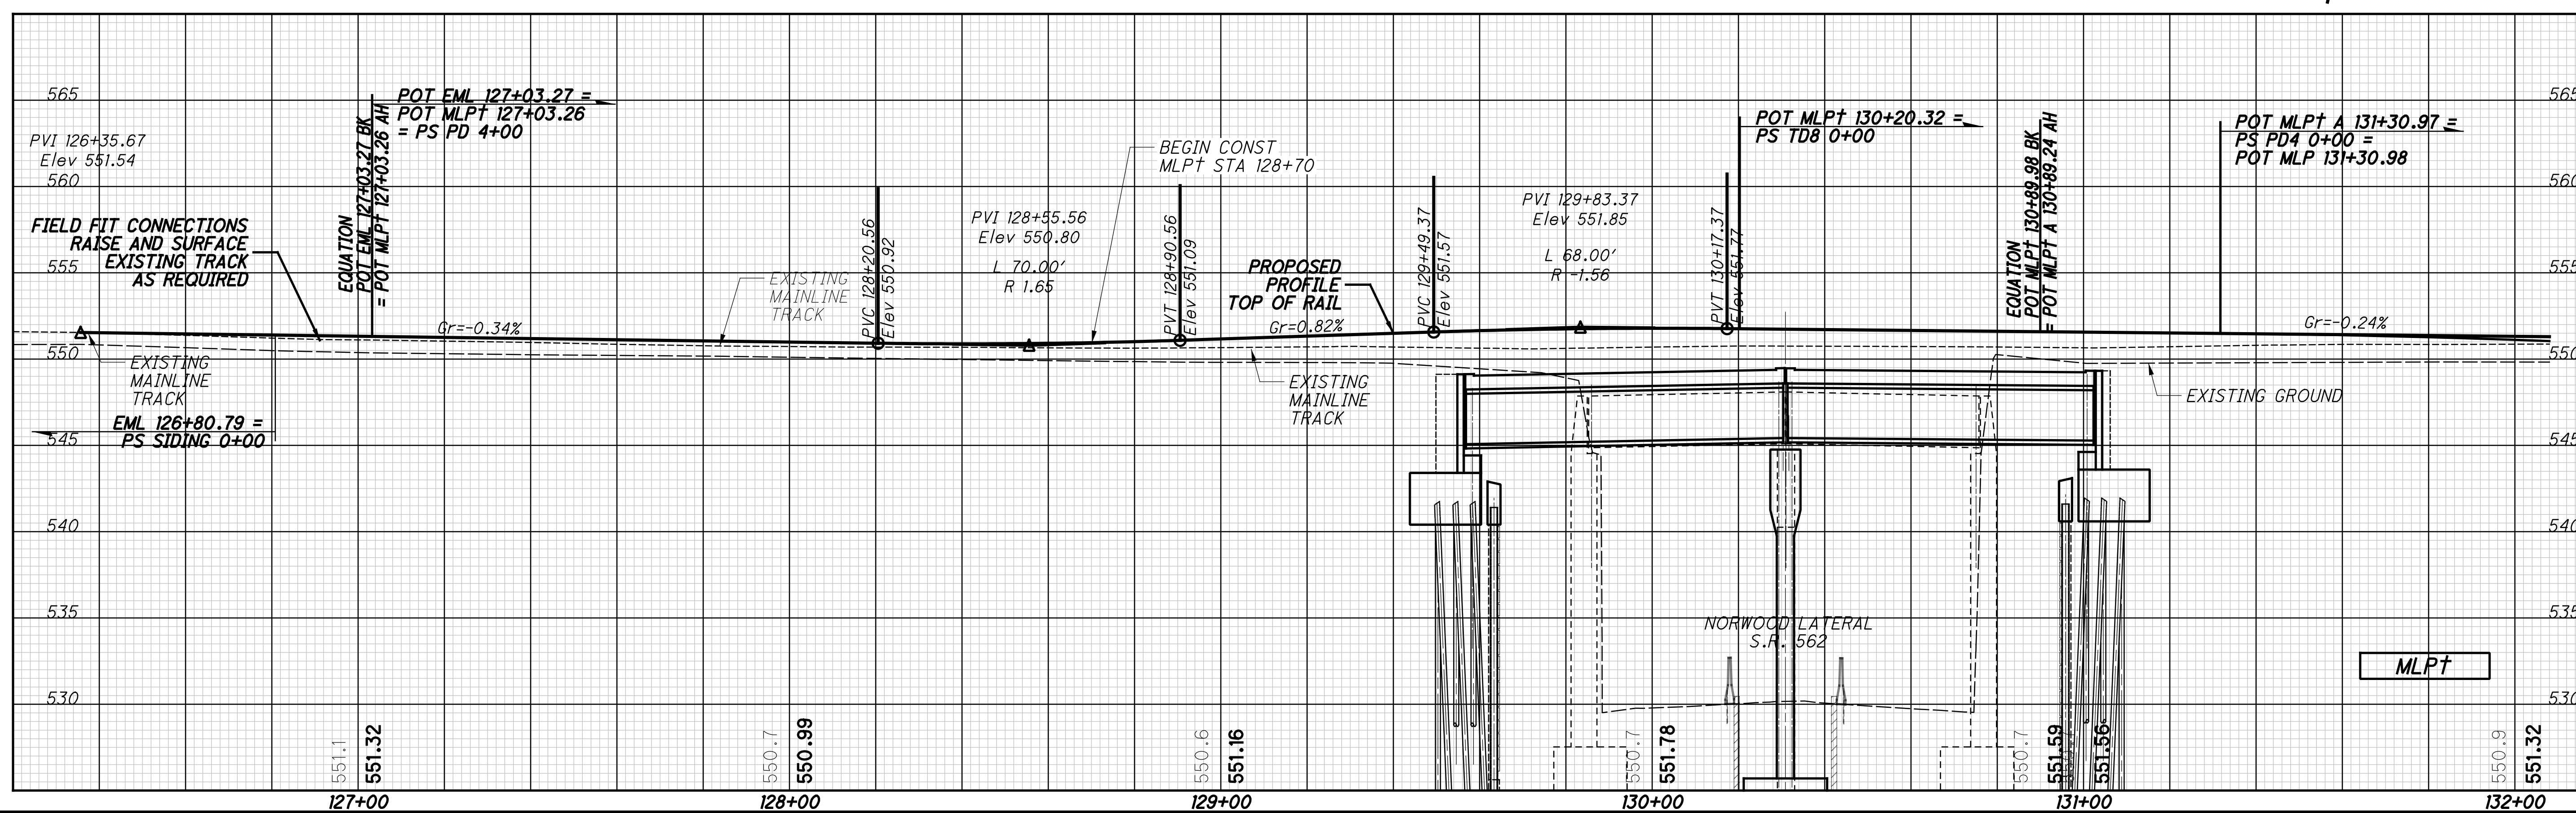 565
560
555
550
545
540
535
530
PVI 126+35.67
Elev 551.54
FIELD FIT CONNECTIONS
RAISE AND SURFACE
EXISTING TRACK
AS REQUIRED
EQUATION
POT EML 127+03.27 BK
= POT MLP† 127+03.26 AH
POT EML 127+03.27 =
POT MLP† 127+03.26
= PS PD 4+00
Gr=-0.34%
EXISTING
MAINLINE
TRACK
EML 126+80.79 =
PS SIDING 0+00
EXISTING
MAINLINE
TRACK
PVC 128+20.56
Elev 550.92
PVI 128+55.56
Elev 550.80
L 70.00'
R 1.65
BEGIN CONST
MLP† STA 128+70
PVT 128+90.56
Elev 551.09
PROPOSED
PROFILE
TOP OF RAIL
Gr=0.82%
EXISTING
MAINLINE
TRACK
PVC 129+49.37
Elev 551.57
PVI 129+83.37
Elev 551.85
L 68.00'
R -1.56
PVT 130+17.37
Elev 551.77
POT MLP† 130+20.32 =
PS TD8 0+00
EQUATION
POT MLP† 130+89.98 BK
= POT MLP† A 130+89.24 AH
POT MLP† A 131+30.97 =
PS PD4 0+00 =
POT MLP 131+30.98
Gr=-0.24%
EXISTING GROUND
NORWOOD LATERAL
S.R. 562
MLP†
565
560
555
550
545
540
535
530
551.1
551.32
550.7
550.99
550.6
551.16
550.7
551.78
550.7
551.59
551.56
550.9
551.32
127+00
128+00
129+00
130+00
131+00
132+00